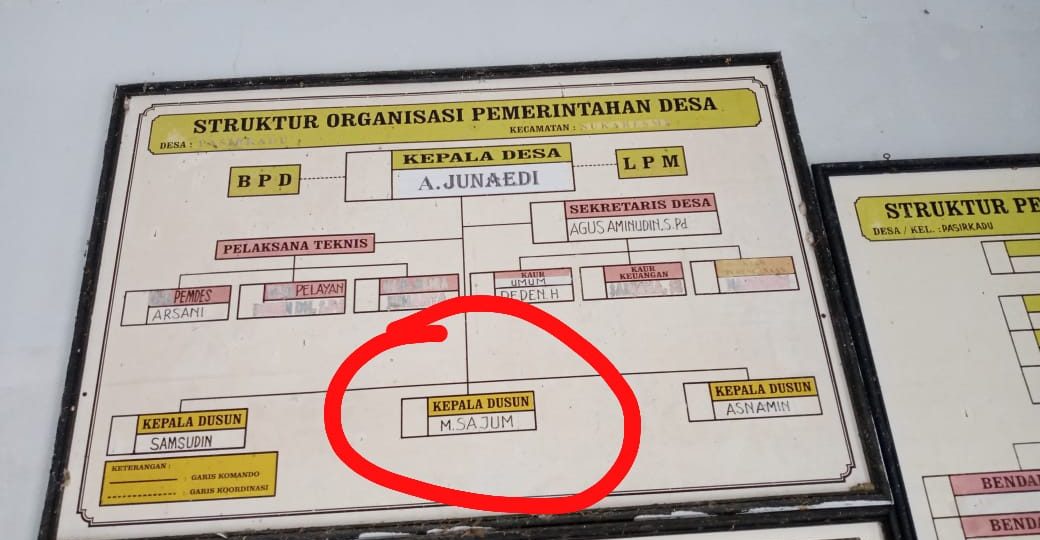 STRUKTUR ORGANISASI PEMERINTAHAN DESA
DESA : PASIRKADU KECAMATAN : SUKARESMI
BPD
KEPALA DESA
A.JUNAEDI
LPM
SEKRETARIS DESA
AGUS AMINUDIN,S.Pd
PELAKSANA TEKNIS
PEMDES
ARSANI
PELAYAN
KAUR
UMUM
DEDEN.H
KAUR
KEUANGAN
KEPALA DUSUN
SAMSUDIN
KEPALA DUSUN
M.SAJUM
KEPALA DUSUN
ASNAMIN
KETERANGAN :
: GARIS KOMANDO
: GARIS KOORDINASI
STRUKTUR PE
DESA / KEL. : PASIRKADU
BENDA
BENDA